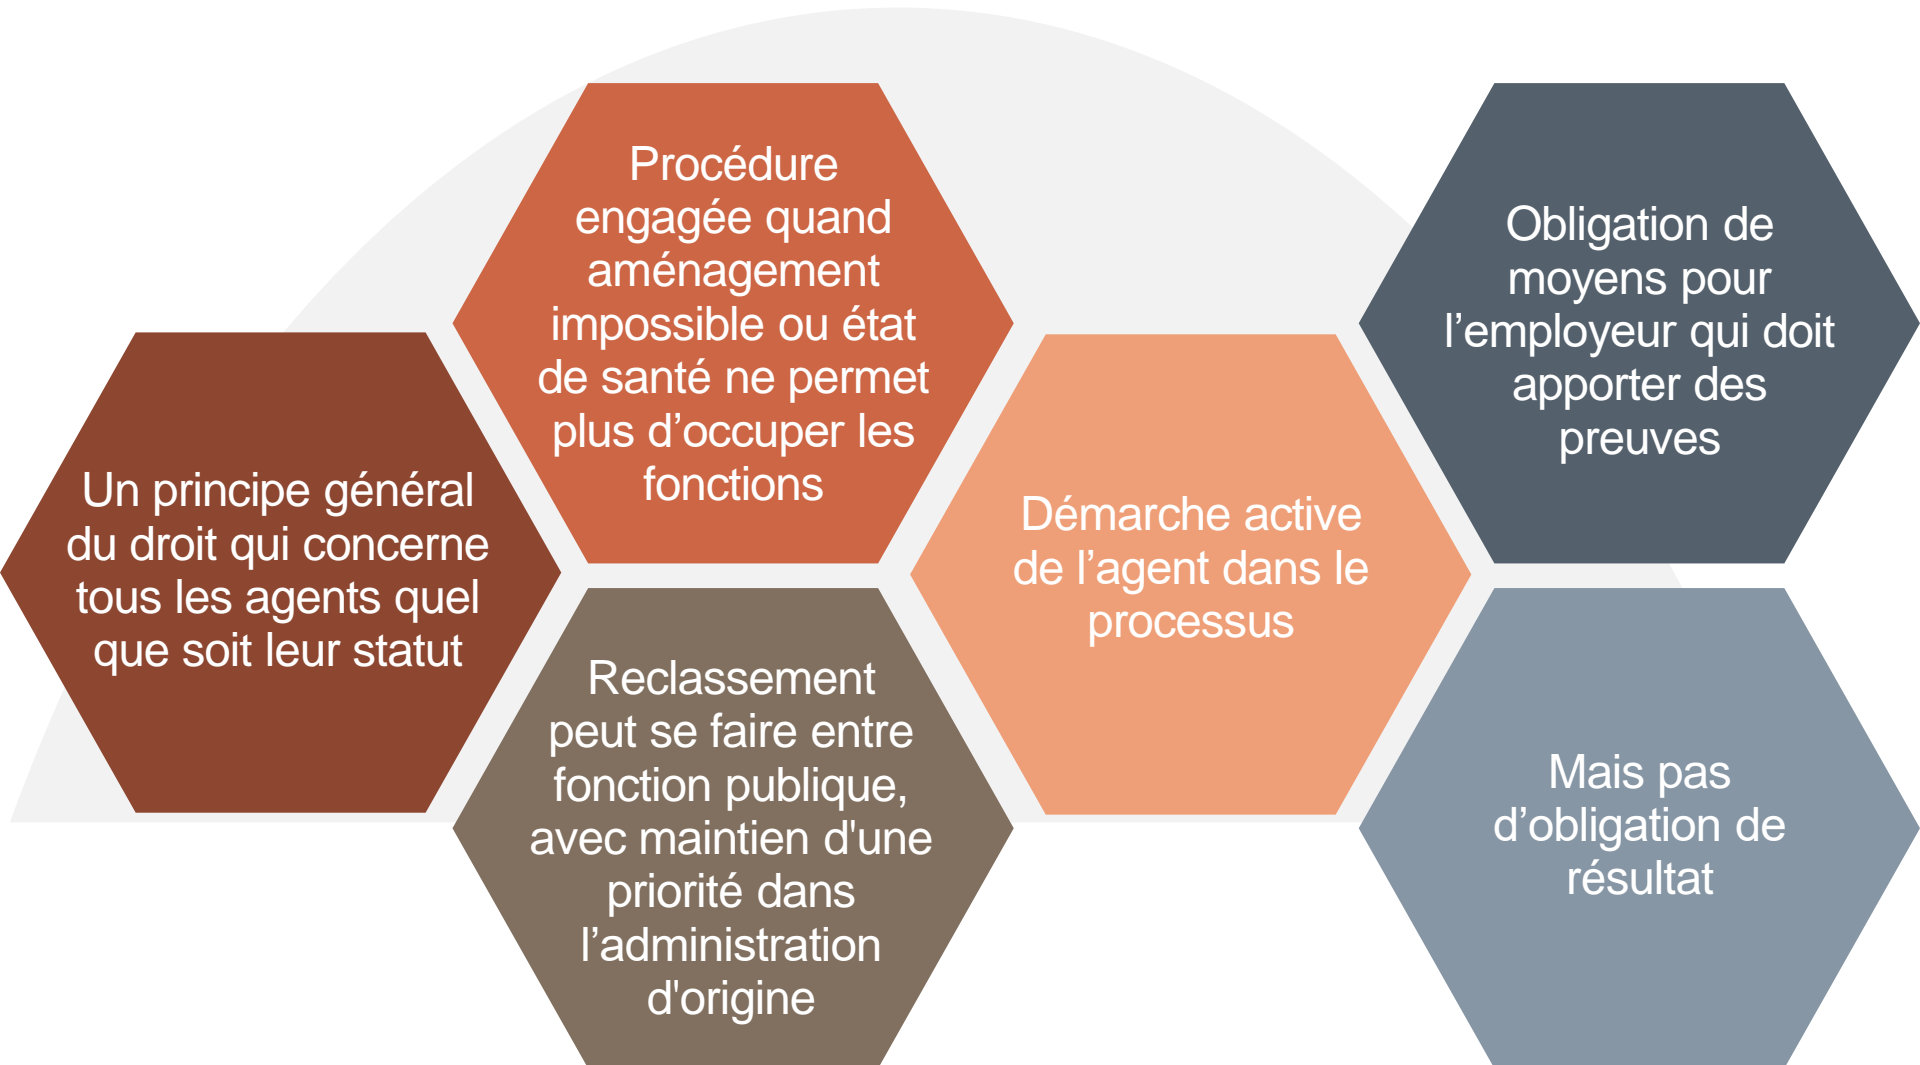 Un principe général
du droit qui concerne
tous les agents quel
que soit leur statut
Procédure
engagée quand
aménagement
impossible ou état
de santé ne permet
plus d’occuper les
fonctions
Reclassement
peut se faire entre
fonction publique,
avec maintien d'une
priorité dans
l’administration
d'origine
Démarche active
de l’agent dans le
processus
Obligation de
moyens pour
l’employeur qui doit
apporter des
preuves
Mais pas
d’obligation de
résultat